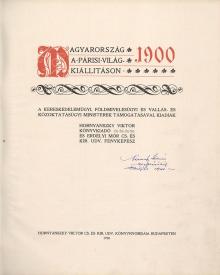 MAGYARORSZÁG
A·PÁRISI·VILÁG
KIÁLLITÁSON
1900
A KERESKEDELEMÜGYI, FÖLDMIVELÉSÜGYI ÉS VALLÁS- ÉS
KÖZOKTATÁSÜGYI MINISTEREK TÁMOGATÁSÁVAL KIADJÁK
HORNYÁNSZKY VIKTOR
KÖNYVKIADÓ
ÉS ERDÉLYI MÓR CS. ÉS
KIR. UDV. FÉNYKÉPÉSZ
HORNYÁNSZKY VIKTOR CS. ÉS KIR. UDV. KÖNYVNYOMDÁJA BUDAPESTEN